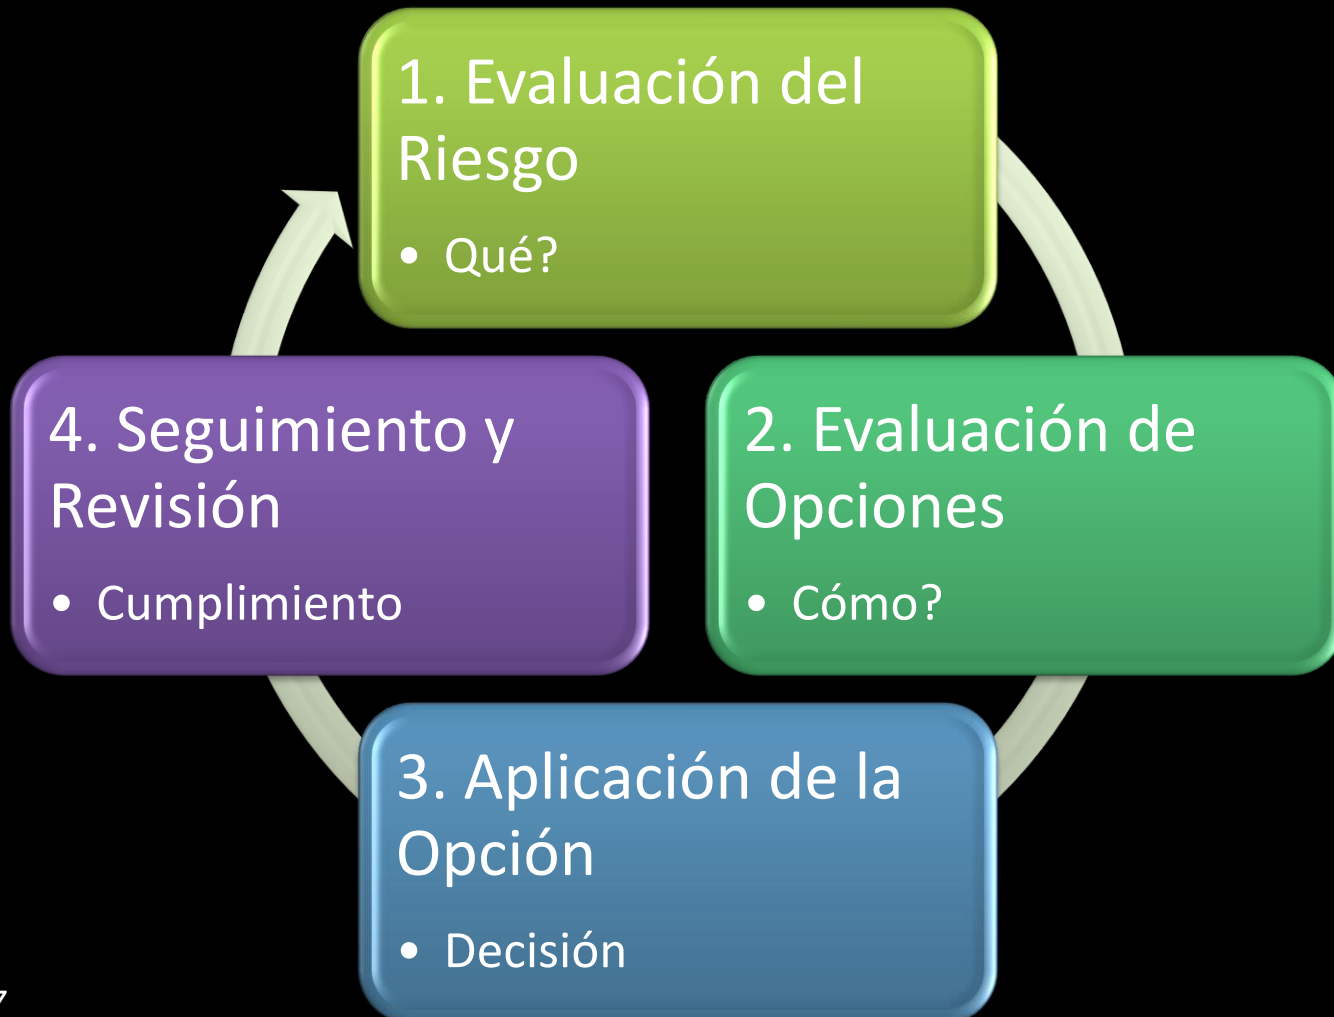 1. Evaluación del
Riesgo
• Qué?
2. Evaluación de
Opciones
• Cómo?
3. Aplicación de la
Opción
• Decisión
4. Seguimiento y
Revisión
• Cumplimiento